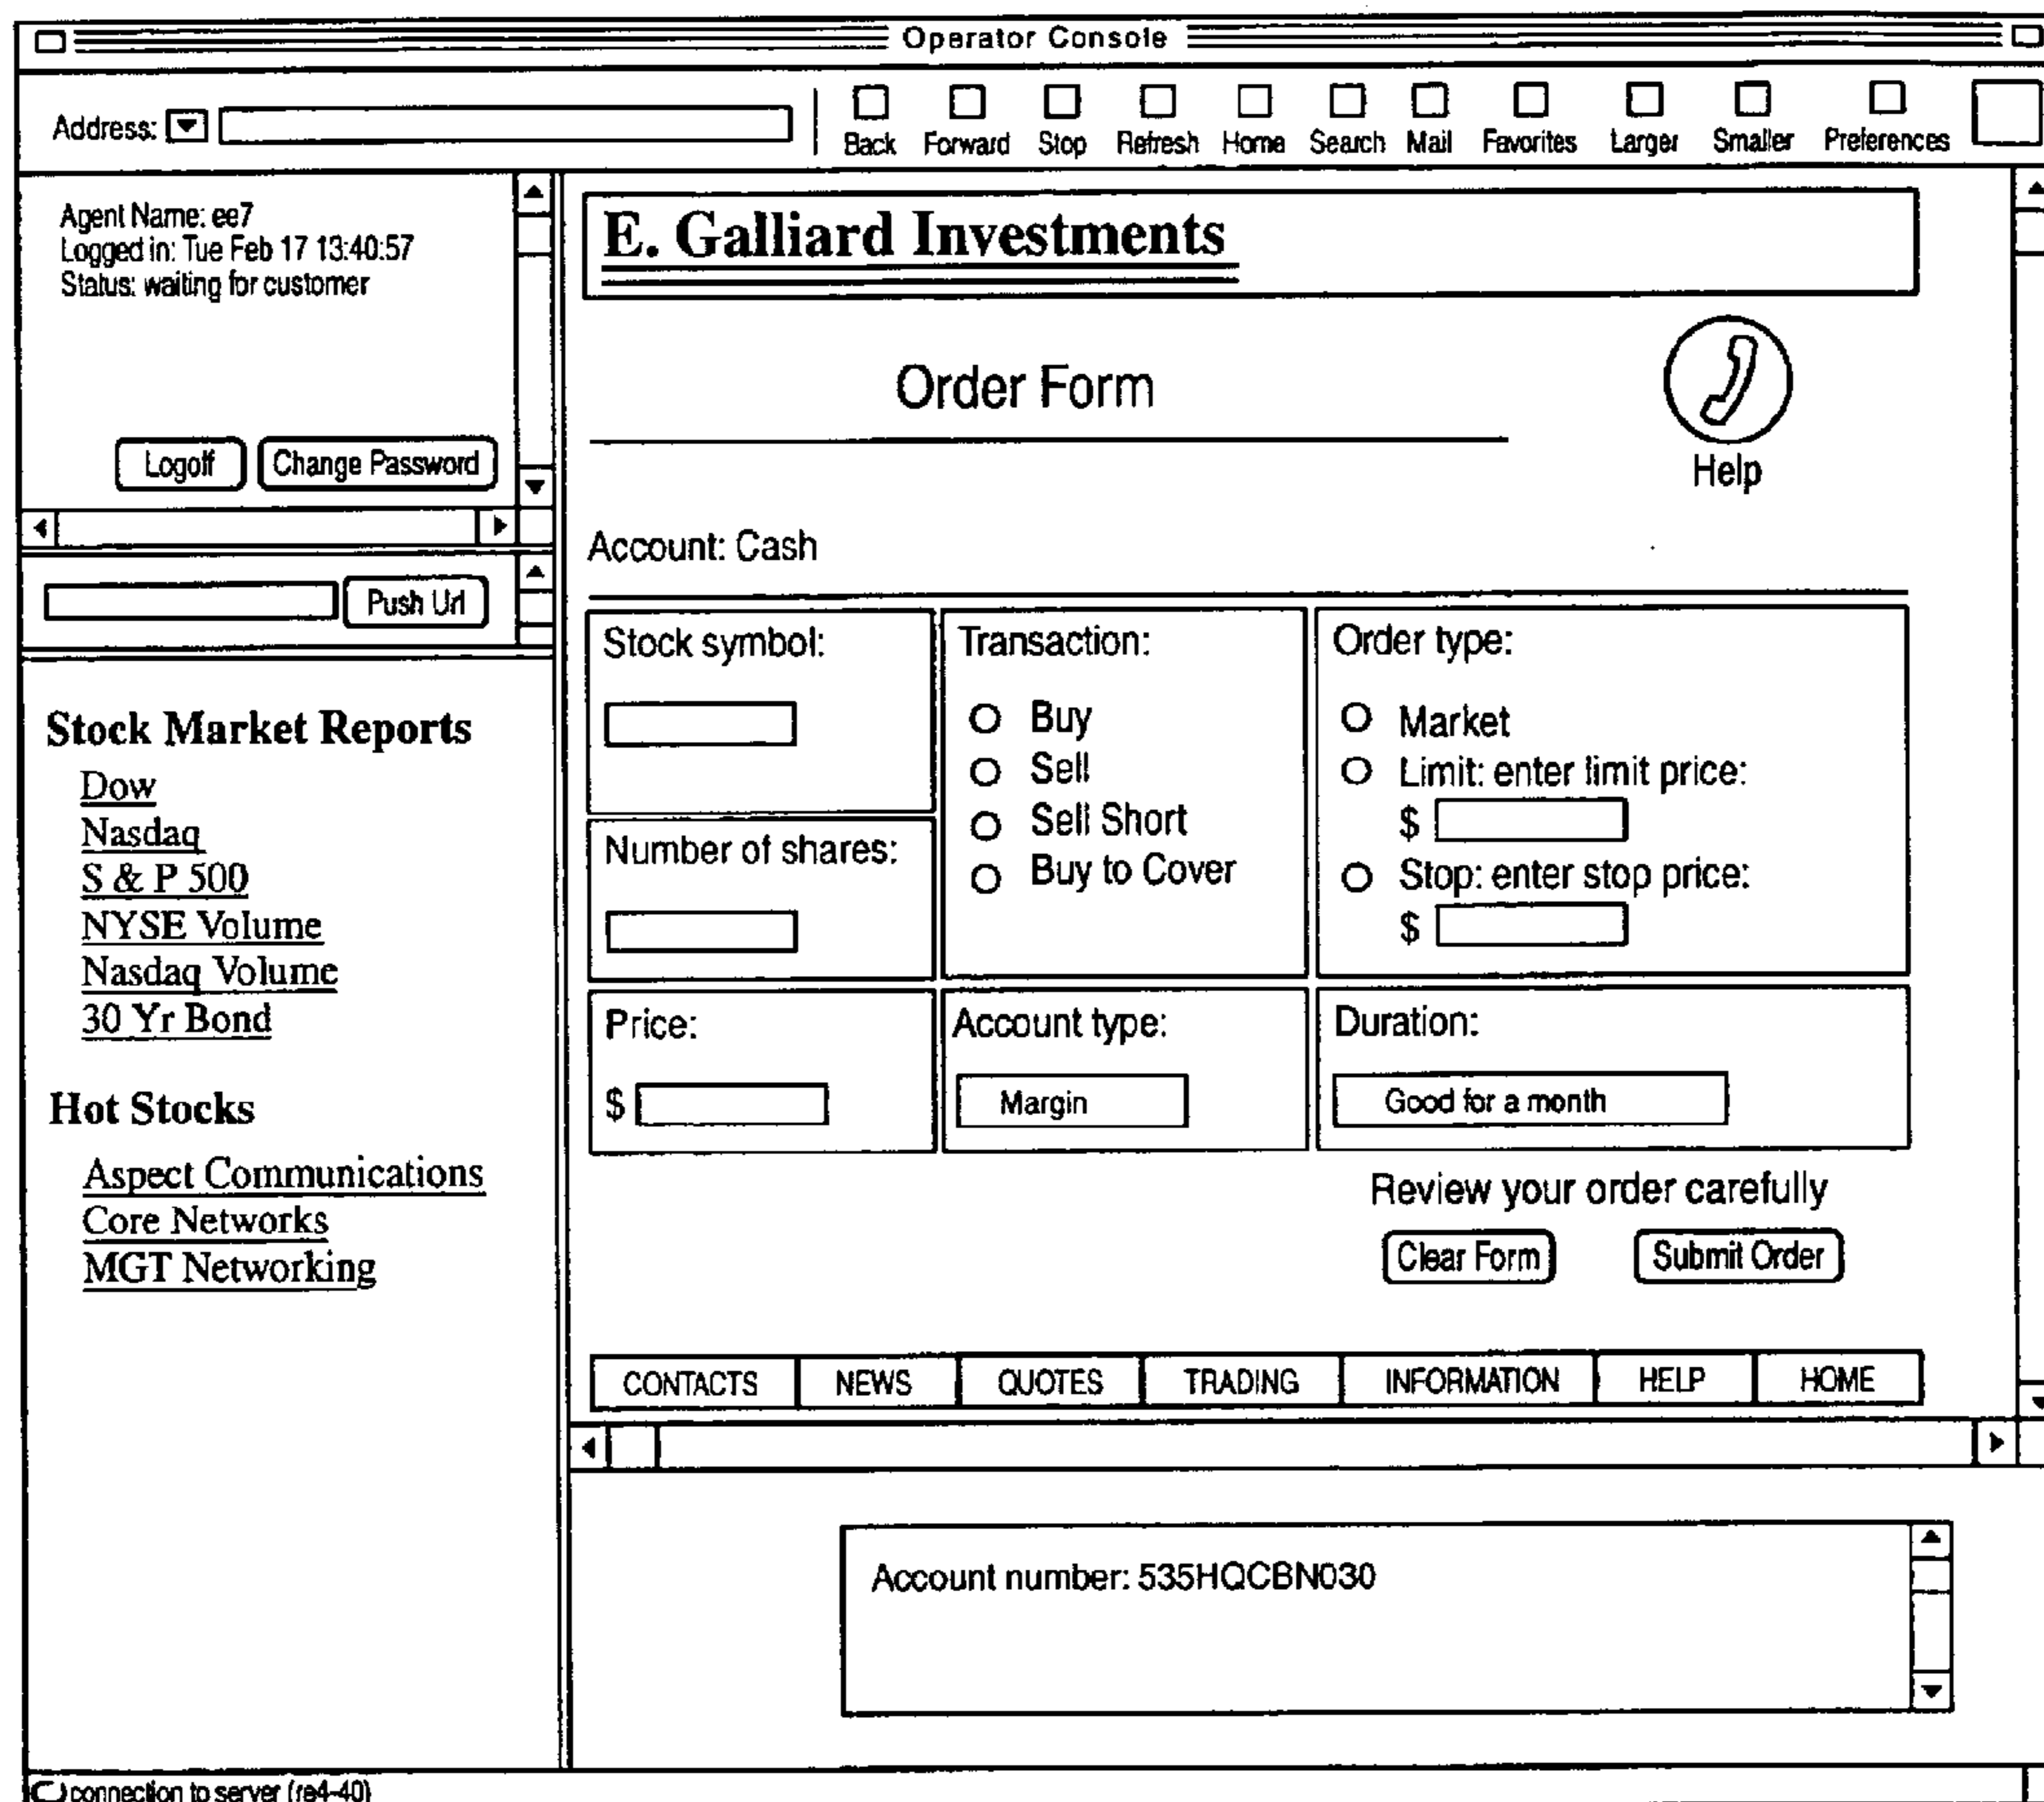 Operator Console
Address:
Back Forward Stop Refresh Home Search Mail Favorites Larger Smaller Preferences
Agent Name: ee7
Logged in: Tue Feb 17 13:40:57
Status: waiting for customer
Logoff Change Password
Push Url
Stock Market Reports
Dow
Nasdaq
S & P 500
NYSE Volume
Nasdaq Volume
30 Yr Bond
Hot Stocks
Aspect Communications
Core Networks
MGT Networking
E. Galliard Investments
Order Form
Help
Account: Cash
Stock symbol:
Number of shares:
Transaction:
Buy
Sell
Sell Short
Buy to Cover
Order type:
Market
Limit: enter limit price:
$
Stop: enter stop price:
$
Price:
$
Account type:
Margin
Duration:
Good for a month
Review your order carefully
Clear Form Submit Order
CONTACTS NEWS QUOTES TRADING INFORMATION HELP HOME
Account number: 535HQCBN030
connection to server (re4-40)